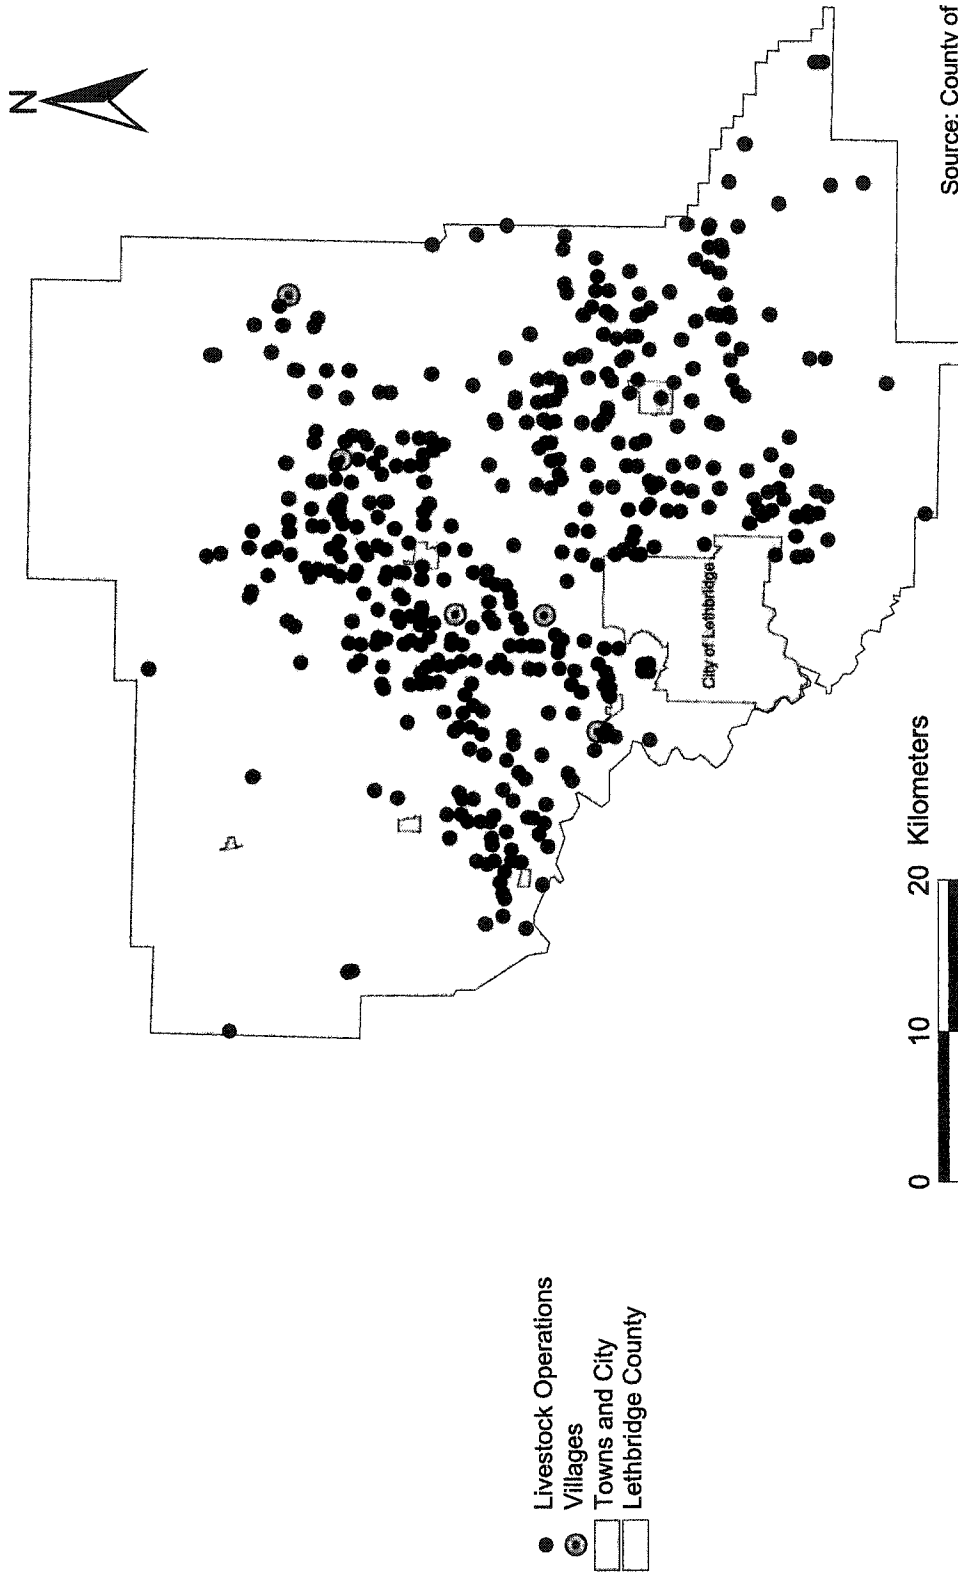 N
City of Lethbridge
Livestock Operations
Villages
Towns and City
Lethbridge County
0 10 20 Kilometers
Source: County of